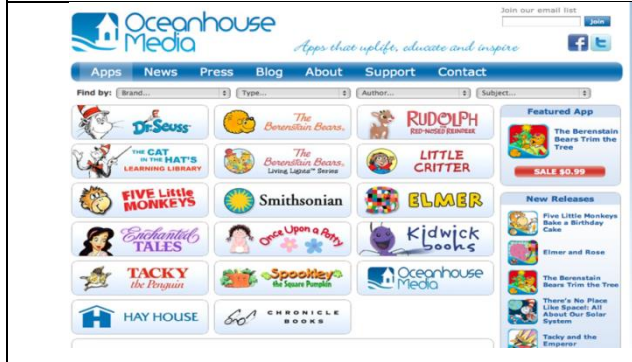 Join our email list
Oceanhouse
Media
Join
Apps that uplift, educate and inspire
Apps News Press Blog About Support Contact
Find by: Brand... Type... Author... Subject...
Dr. Seuss
The
Berenstain Bears
RUDOLPH
RED-NOSED REINDEER
THE CAT
IN THE HAT'S
LEARNING LIBRARY
The
Berenstain Bears
Living Lights™ Series
LITTLE
CRITTER
FIVE Little
MONKEYS
Smithsonian
ELMER
Enchanted
TALES
Once Upon a Potty
Kidwick
books
TACKY
the Penguin
Spookley
the Square Pumpkin
Oceanhouse
Media
HAY HOUSE
CHRONICLE
BOOKS
Featured App
The Berenstain
Bears Trim the
Tree
SALE $0.99
New Releases
Five Little Monkeys
Bake a Birthday
Cake
Elmer and Rose
The Berenstain
Bears Trim the Tree
There's No Place
Like Space!: All
About Our Solar
System
Tacky and the
Emperor